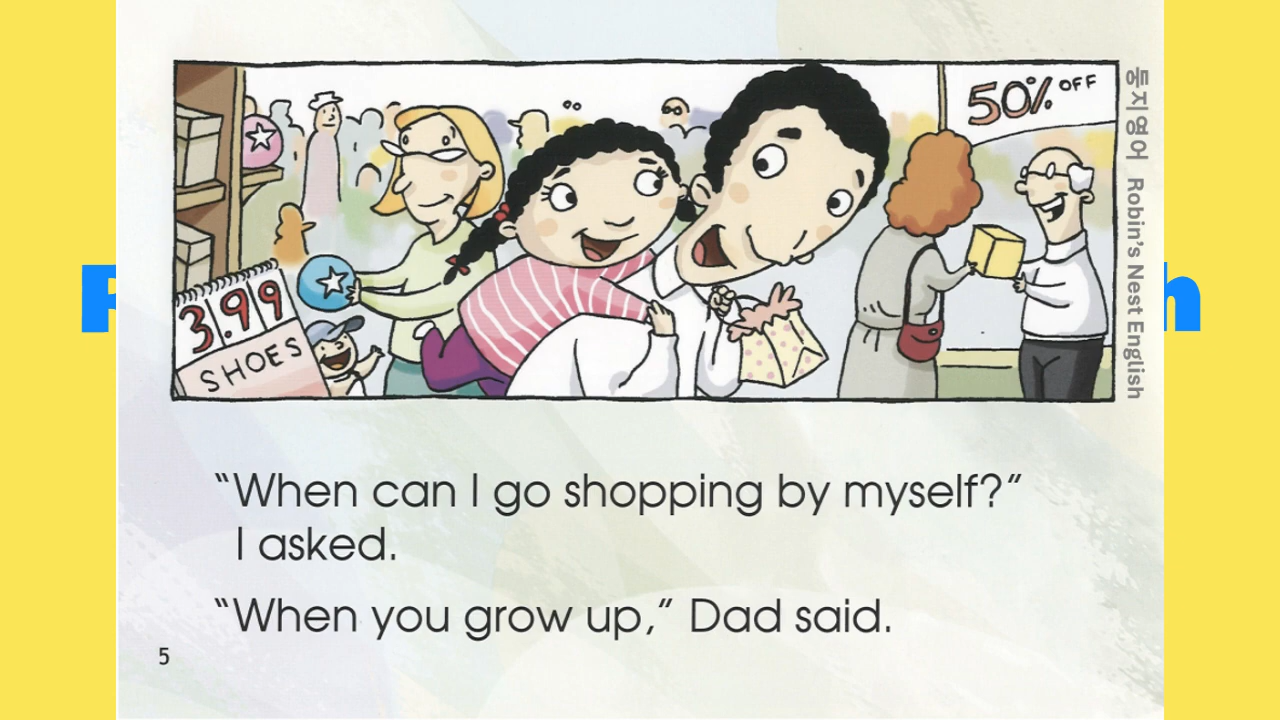 50% OFF
3.99
SHOES
"When can I go shopping by myself?"
I asked.
"When you grow up," Dad said.
5
둥지영어 Robin's Nest English